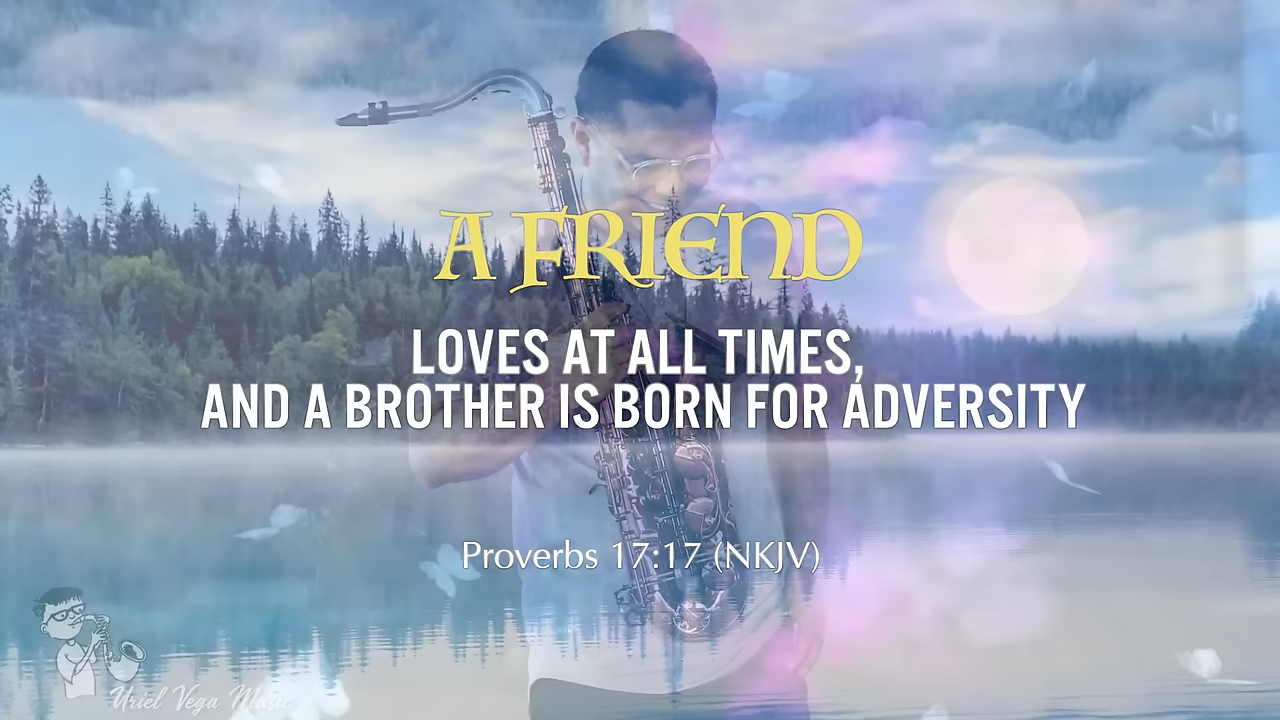 A FRIEND
LOVES AT ALL TIMES,
AND A BROTHER IS BORN FOR ADVERSITY
Proverbs 17:17 (NKJV)
Uriel Vega Music